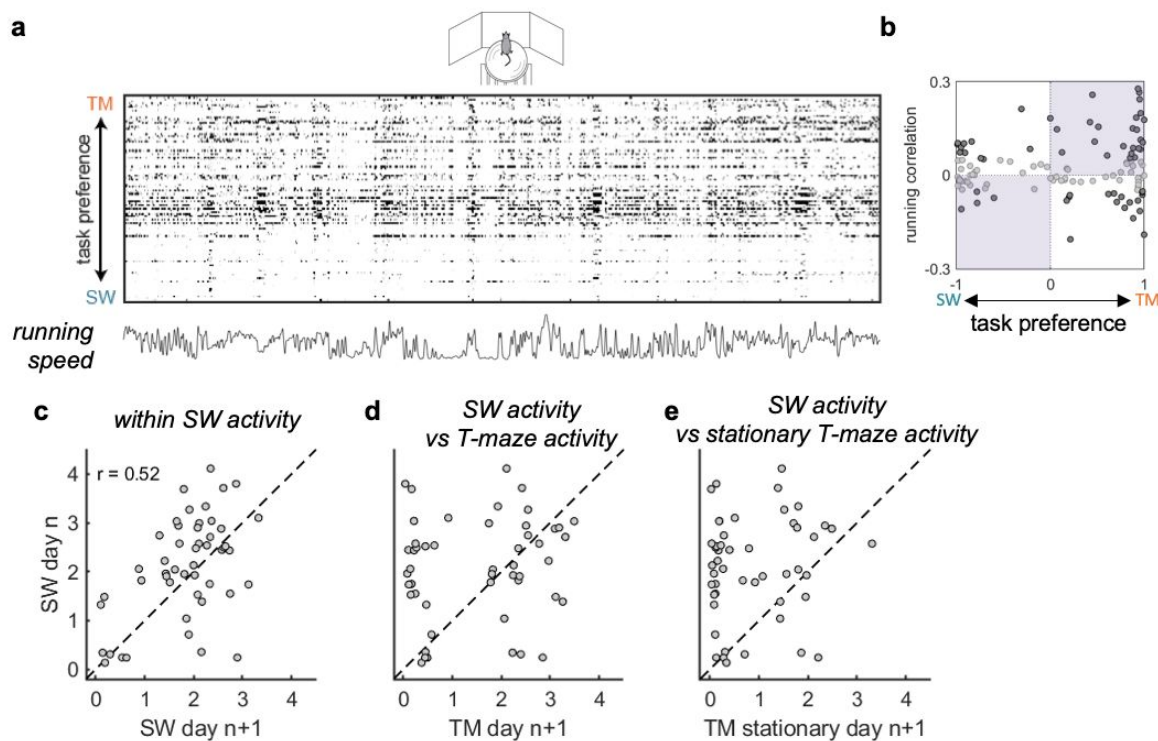 a
b
TM
task preference
SW
running
speed
0.3
0
-0.3
running correlation
-1
0
1
SW
TM
task preference
c
within SW activity
r = 0.52
4
3
2
1
0
SW day n
0
1
2
3
4
SW day n+1
d
SW activity
vs T-maze activity
0
1
2
3
4
TM day n+1
e
SW activity
vs stationary T-maze activity
0
1
2
3
4
TM stationary day n+1